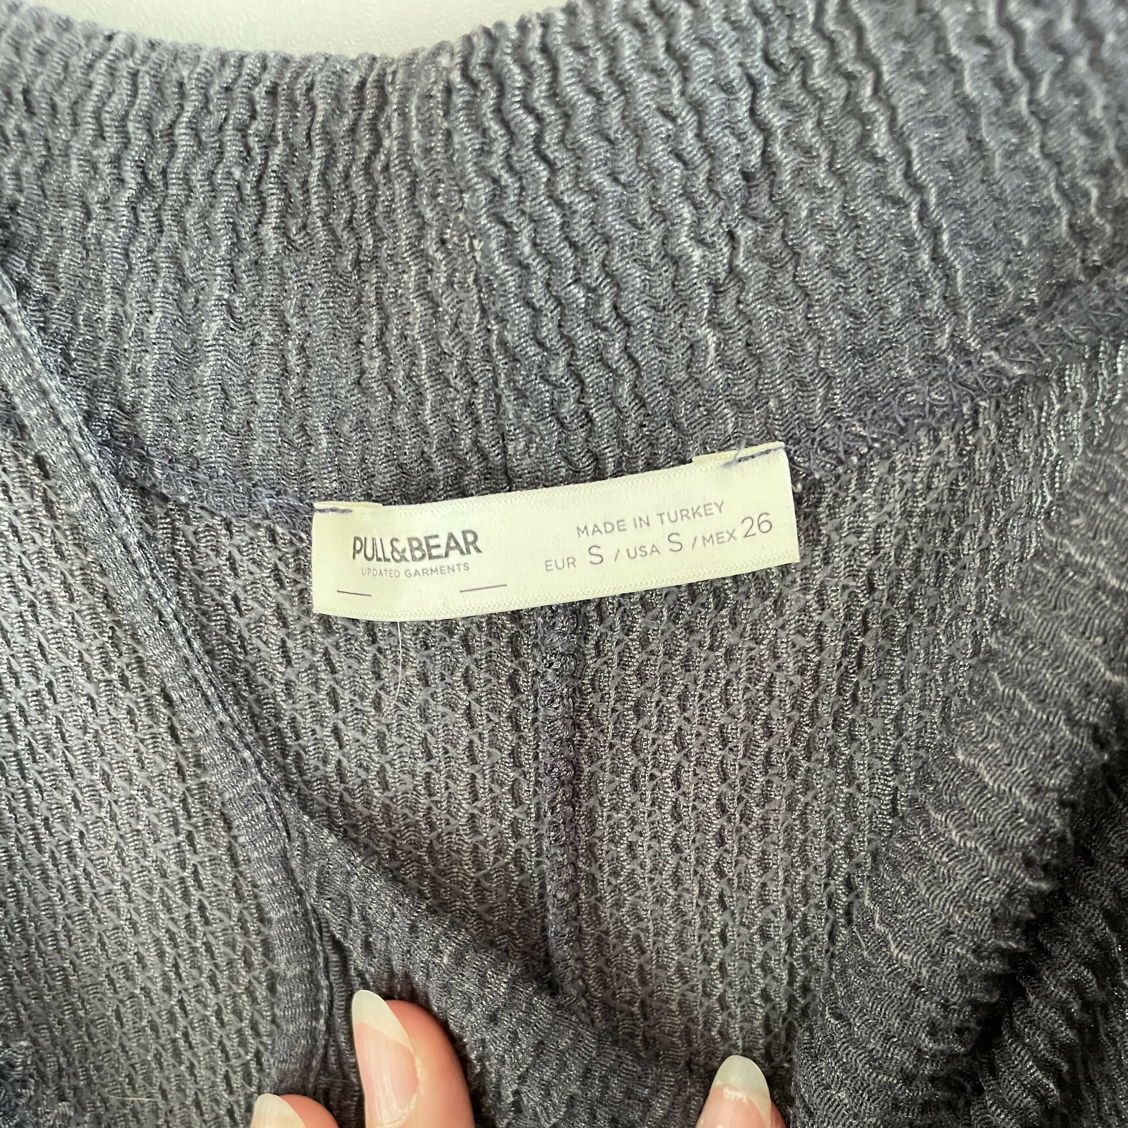 PULL&BEAR
UPDATED GARMENTS
MADE IN TURKEY
EUR S / USA S / MEX 26